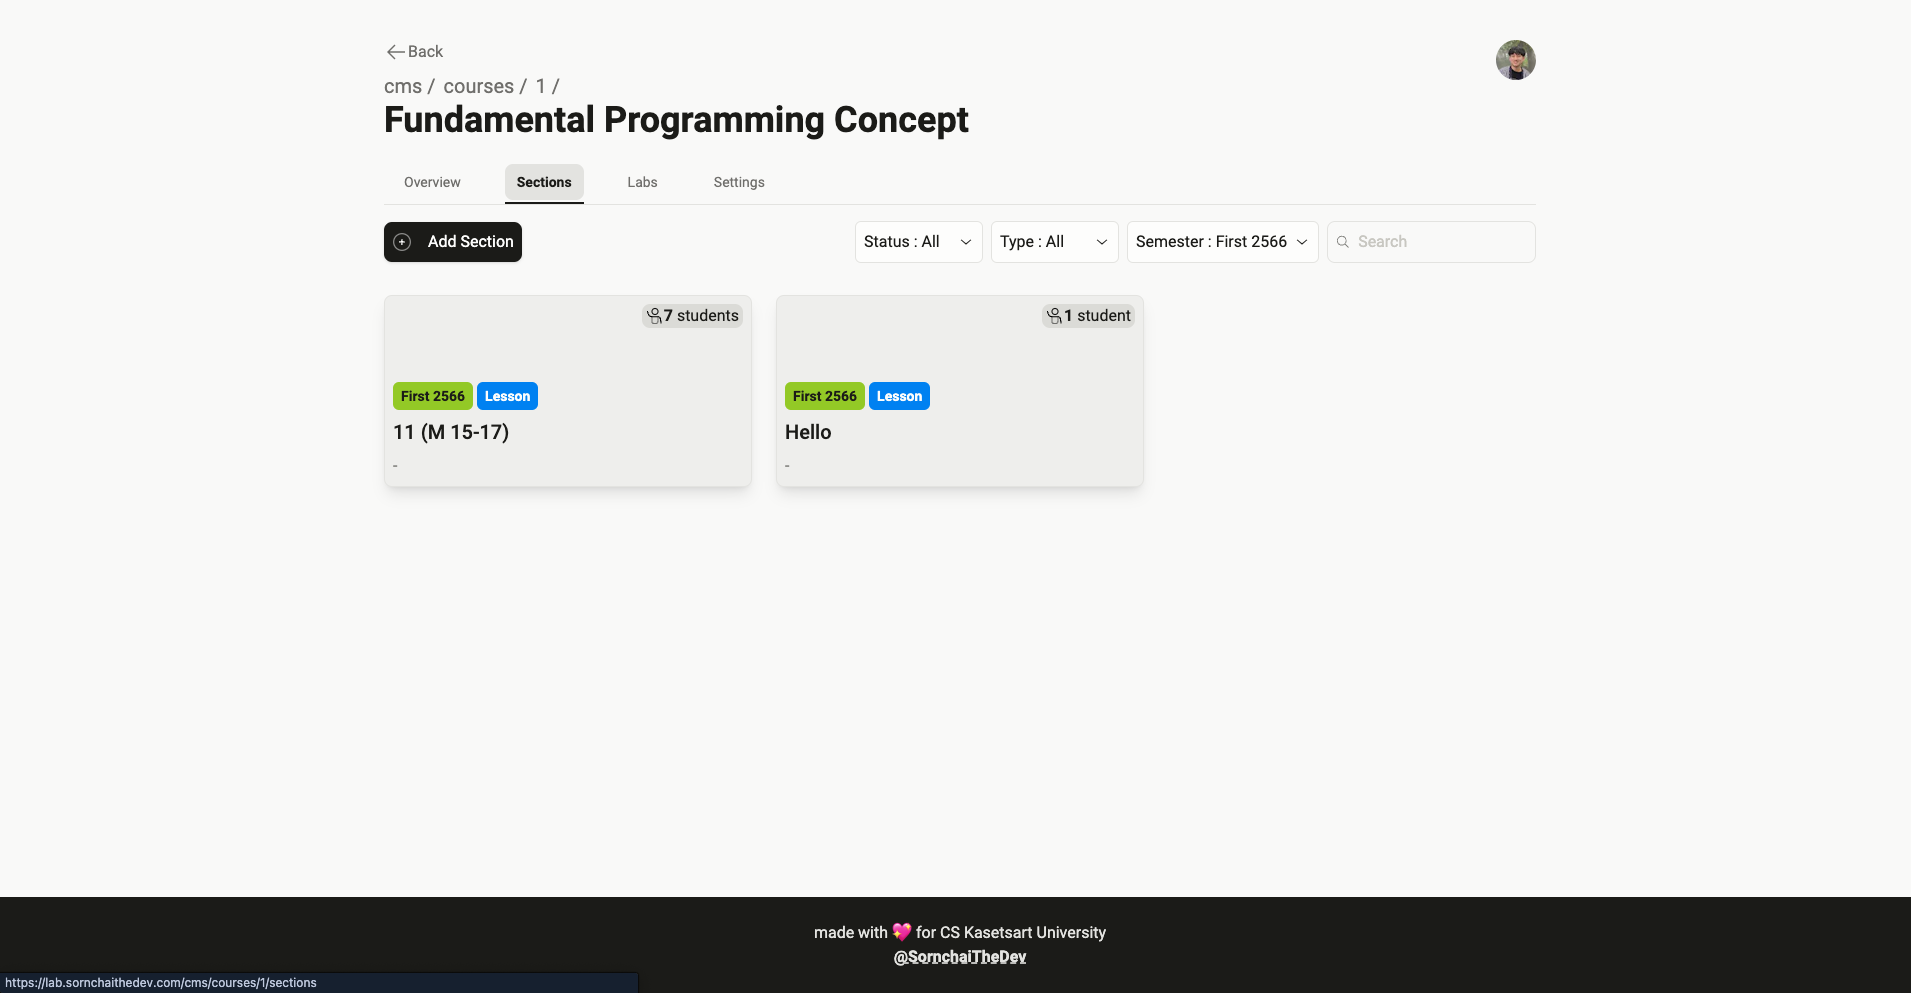 Back
cms / courses / 1 /
Fundamental Programming Concept
Overview Sections Labs Settings
Add Section Status : All Type : All Semester : First 2566 Search
7 students
First 2566 Lesson
11 (M 15-17)
-
1 student
First 2566 Lesson
Hello
-
made with 💖 for CS Kasetsart University
@SornchaiTheDev
https://lab.sornchaithedev.com/cms/courses/1/sections